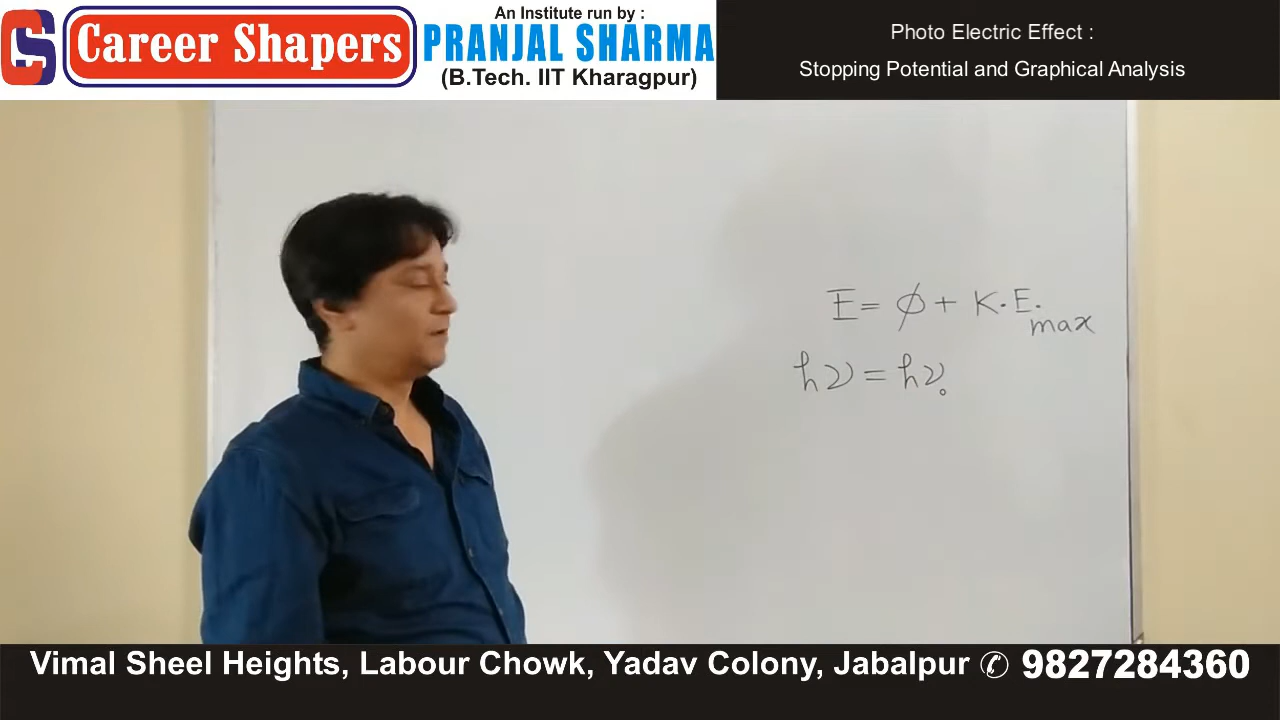 CS
Career Shapers
An Institute run by :
PRANJAL SHARMA
(B.Tech. IIT Kharagpur)
Photo Electric Effect :
Stopping Potential and Graphical Analysis
E = ϕ + K.E.max
hν = hν₀
Vimal Sheel Heights, Labour Chowk, Yadav Colony, Jabalpur ✆ 9827284360